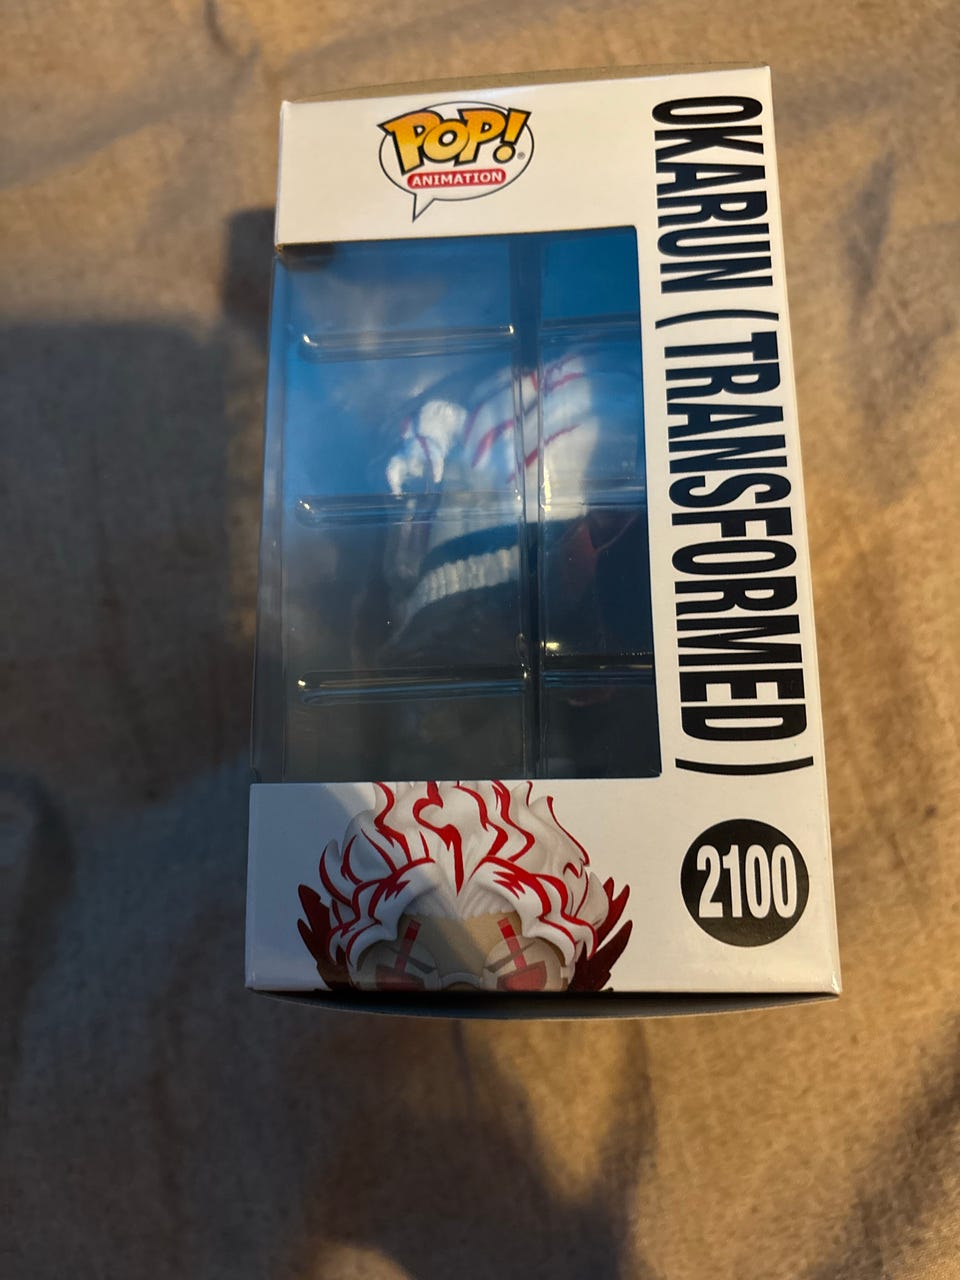 POP!
ANIMATION
OKARUN (TRANSFORMED)
2100